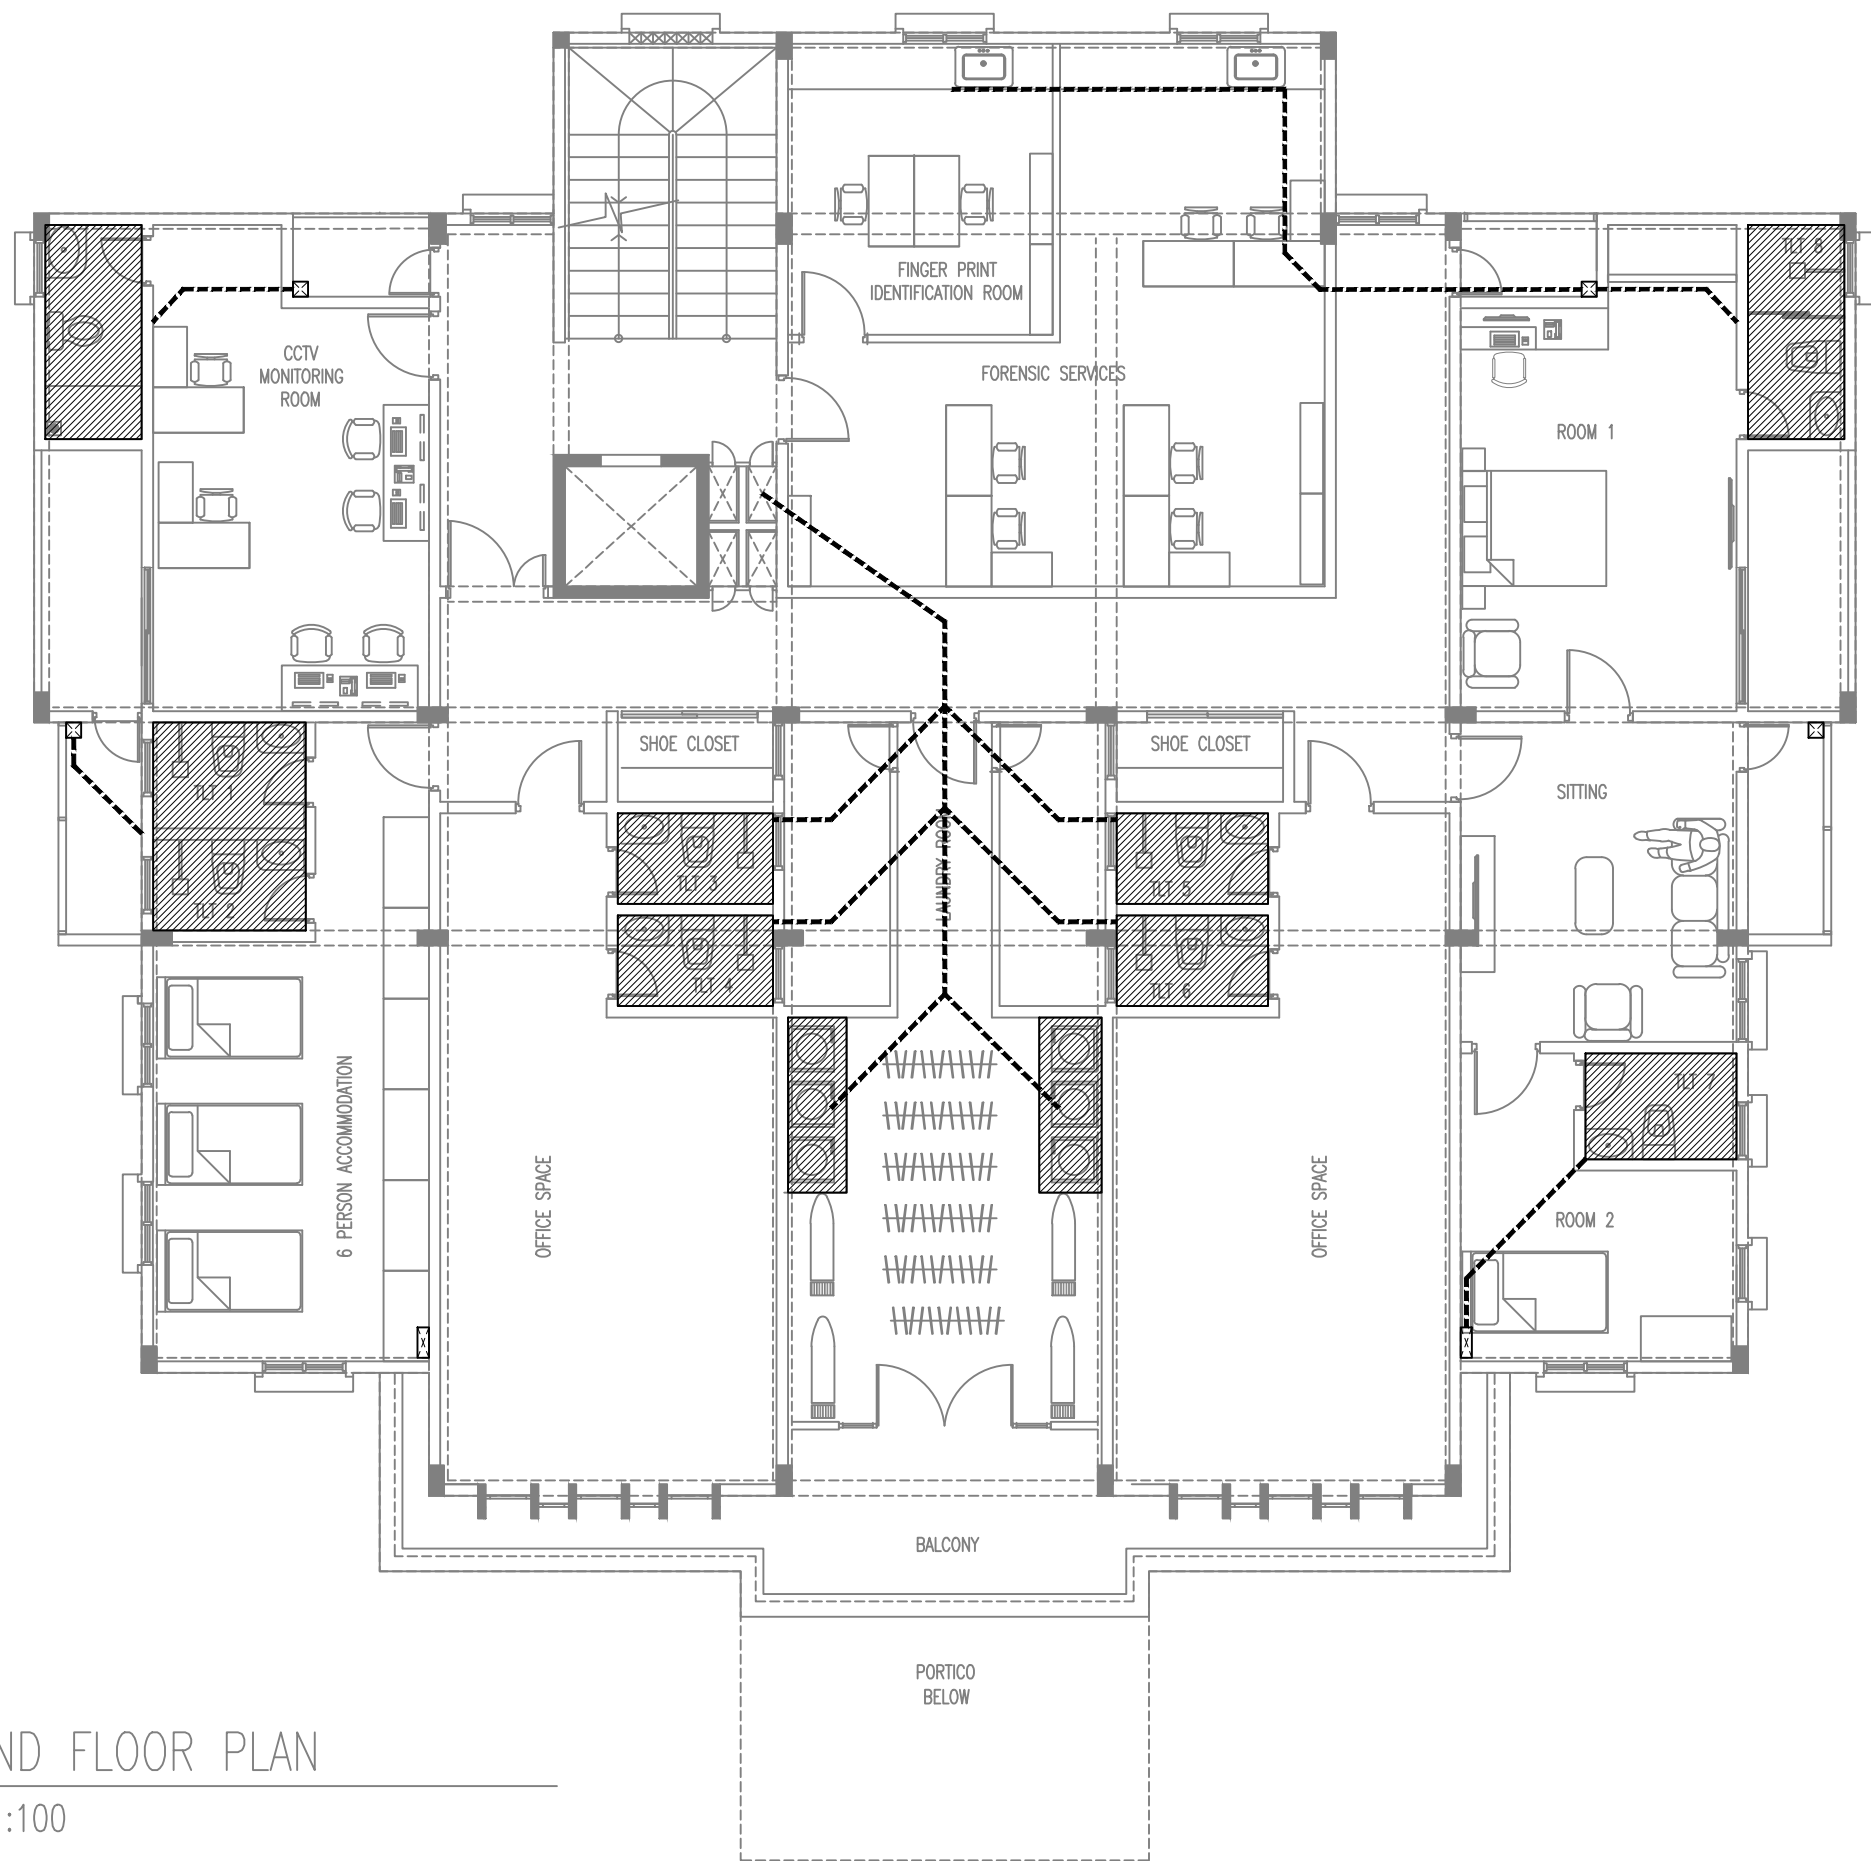 TLT 8
FINGER PRINT
IDENTIFICATION ROOM
CCTV
MONITORING
ROOM
FORENSIC SERVICES
ROOM 1
SHOE CLOSET
SHOE CLOSET
SITTING
TLT 1
TLT 2
TLT 3
TLT 4
LAUNDRY ROOM
TLT 5
TLT 6
TLT 7
6 PERSON ACCOMMODATION
OFFICE SPACE
OFFICE SPACE
ROOM 2
BALCONY
PORTICO
BELOW
ND FLOOR PLAN
:100